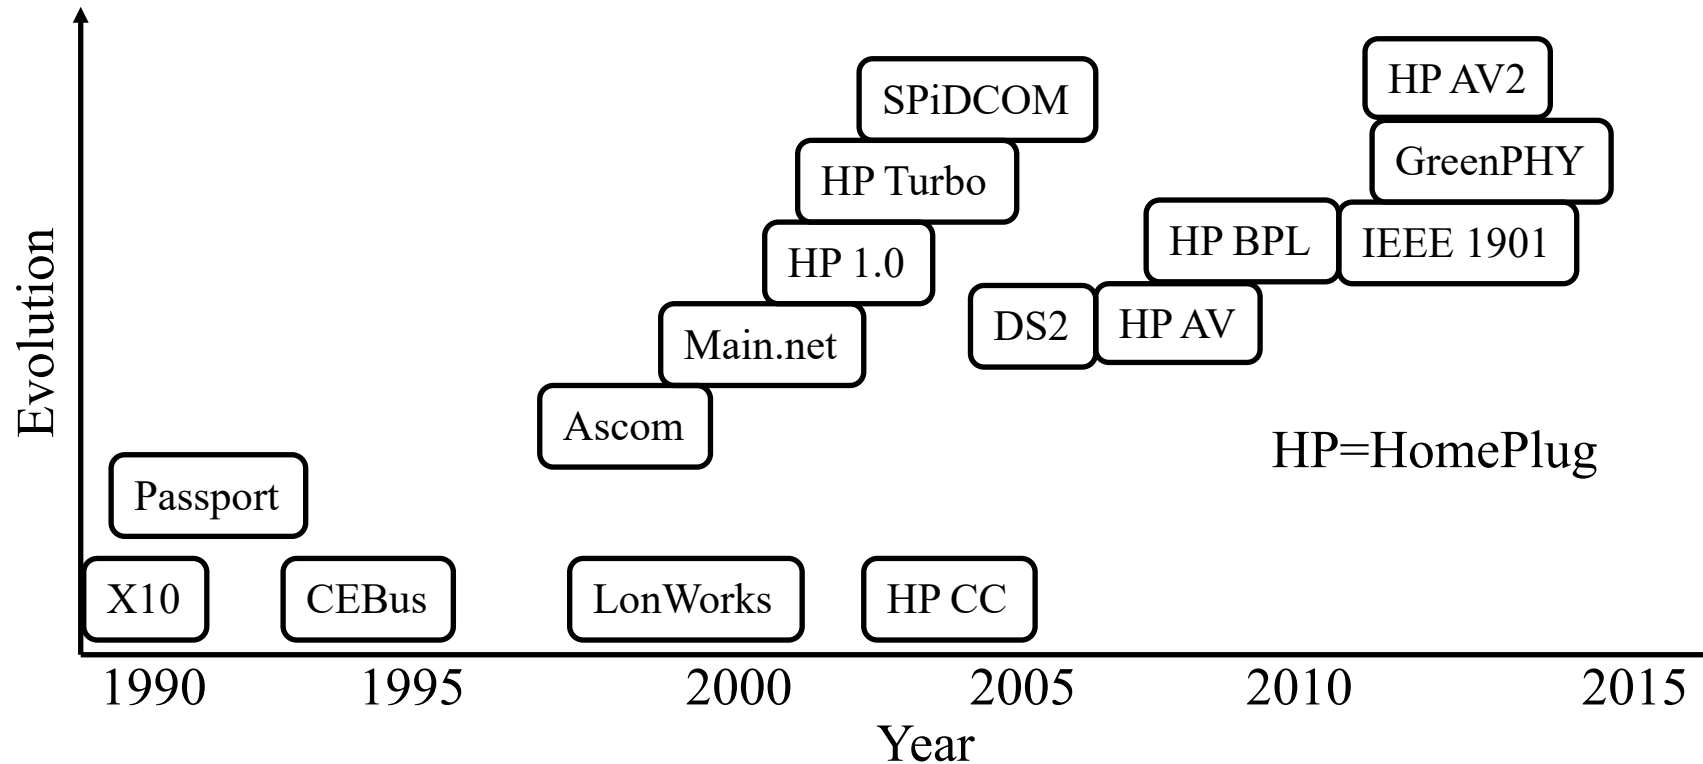 HP AV2
SPiDCOM
GreenPHY
HP Turbo
HP BPL
IEEE 1901
HP 1.0
DS2
HP AV
Main.net
Ascom
HP=HomePlug
Passport
X10
CEBus
LonWorks
HP CC
Evolution
1990
1995
2000
2005
2010
2015
Year